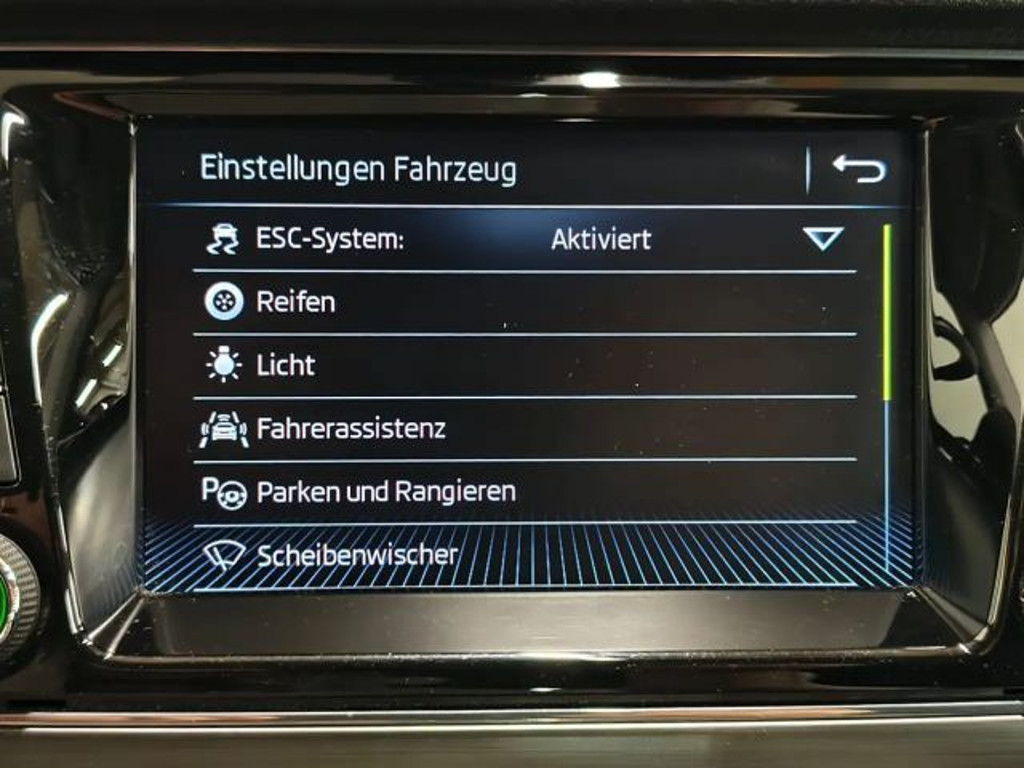 Einstellungen Fahrzeug
ESC-System: Aktiviert
Reifen
Licht
Fahrerassistenz
P Parken und Rangieren
Scheibenwischer